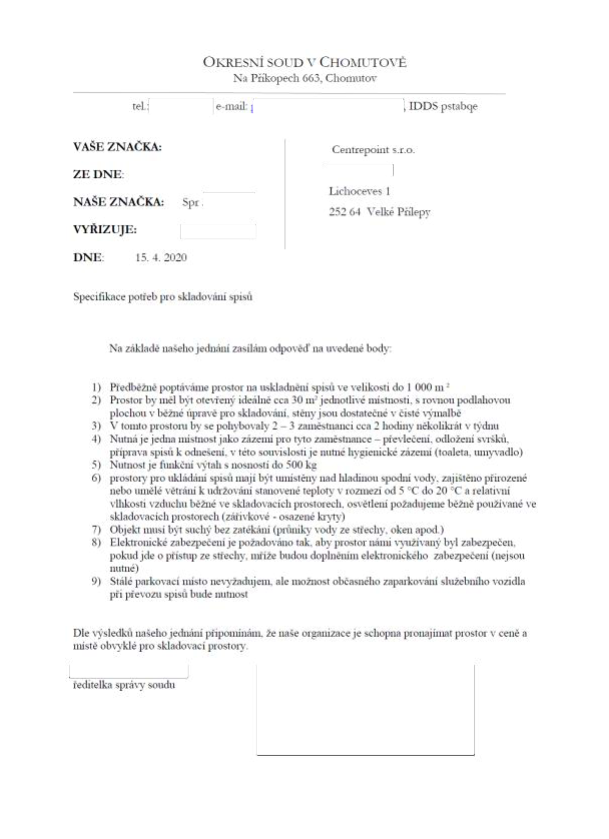 OKRESNÍ SOUD V CHOMUTOVĚ
Na Příkopech 663, Chomutov
tel.: e-mail: , IDDS pstabqe
VAŠE ZNAČKA:
ZE DNE:
NAŠE ZNAČKA: Spr
VYŘIZUJE:
DNE: 15. 4. 2020
Centrepoint s.r.o.
Lichoceves 1
252 64 Velké Přílepy
Specifikace potřeb pro skladování spisů
Na základě našeho jednání zasílám odpověď na uvedené body:
1) Předběžně poptáváme prostor na uskladnění spisů ve velikosti do 1 000 m ²
2) Prostor by měl být otevřený ideálně cca 30 m² jednotlivé místnosti, s rovnou podlahovou
plochou v běžné úpravě pro skladování, stěny jsou dostatečné v čisté výmalbě
3) V tomto prostoru by se pohybovaly 2 – 3 zaměstnanci cca 2 hodiny několikrát v týdnu
4) Nutná je jedna místnost jako zázemí pro tyto zaměstnance – převlečení, odložení svršků,
příprava spisů k odnešení, v této souvislosti je nutné hygienické zázemí (toaleta, umyvadlo)
5) Nutnost je funkční výtah s nosností do 500 kg
6) prostory pro ukládání spisů mají být umístěny nad hladinou spodní vody, zajištěno přirozené
nebo umělé větrání k udržování stanovené teploty v rozmezí od 5 °C do 20 °C a relativní
vlhkosti vzduchu běžné ve skladovacích prostorech, osvětlení požadujeme běžně používané ve
skladovacích prostorech (zářivkové - osazené kryty)
7) Objekt musí být suchý bez zatékání (průniky vody ze střechy, oken apod.)
8) Elektronické zabezpečení je požadováno tak, aby prostor námi využívaný byl zabezpečen,
pokud jde o přístup ze střechy, mříže budou doplněním elektronického zabezpečení (nejsou
nutné)
9) Stálé parkovací místo nevyžadujem, ale možnost občasného zaparkování služebního vozidla
při převozu spisů bude nutnost
Dle výsledků našeho jednání připomínám, že naše organizace je schopna pronajímat prostor v ceně a
místě obvyklé pro skladovací prostory.
ředitelka správy soudu